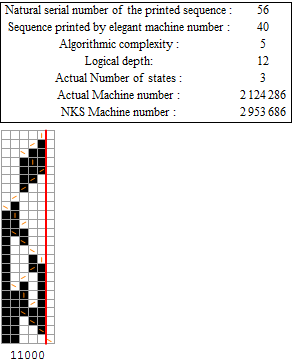 Natural serial number of the printed sequence : 56
Sequence printed by elegant machine number : 40
Algorithmic complexity : 5
Logical depth: 12
Actual Number of states : 3
Actual Machine number : 2 124 286
NKS Machine number : 2 953 686
11000